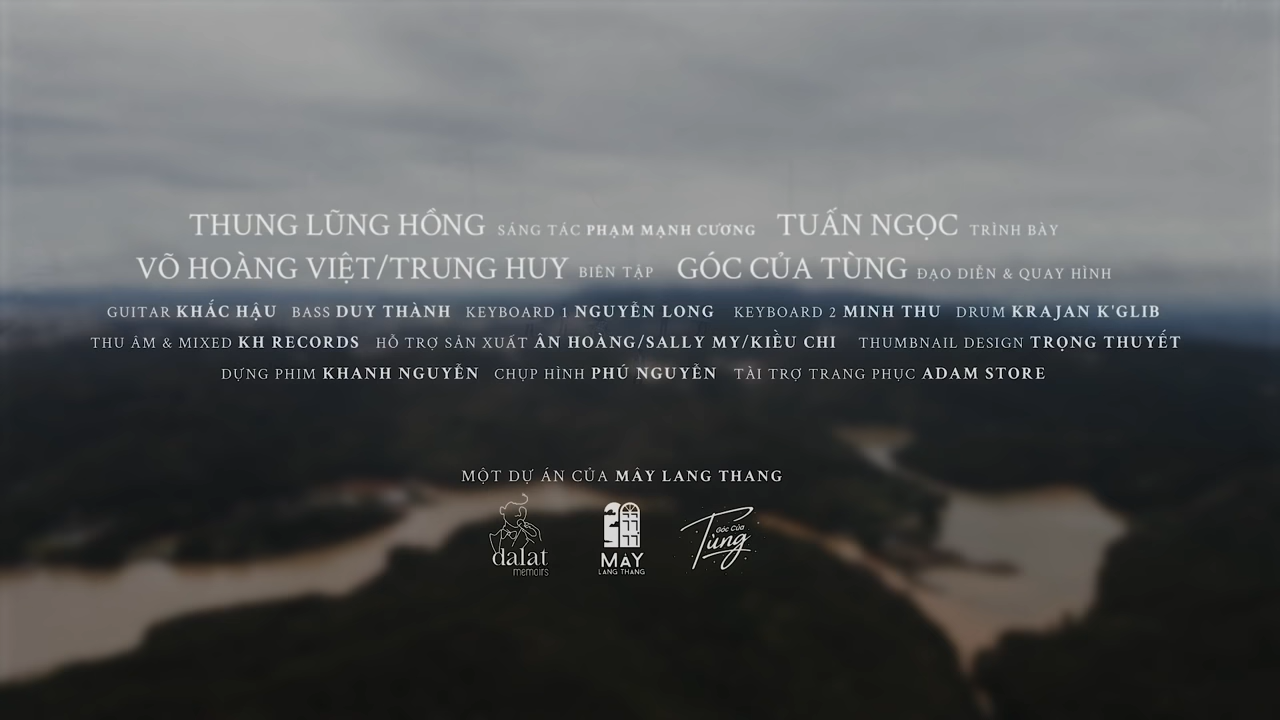 THUNG LŨNG HỒNG SÁNG TÁC PHẠM MẠNH CƯƠNG TUẤN NGỌC TRÌNH BÀY
VÕ HOÀNG VIỆT/TRUNG HUY BIÊN TẬP GÓC CỦA TÙNG ĐẠO DIỄN & QUAY HÌNH
GUITAR KHẮC HẬU BASS DUY THÀNH KEYBOARD 1 NGUYỄN LONG KEYBOARD 2 MINH THU DRUM KRAJAN K'GLIB
THU ÂM & MIXED KH RECORDS HỖ TRỢ SẢN XUẤT ÂN HOÀNG/SALLY MY/KIỀU CHI THUMBNAIL DESIGN TRỌNG THUYẾT
DỰNG PHIM KHANH NGUYỄN CHỤP HÌNH PHÚ NGUYỄN TÀI TRỢ TRANG PHỤC ADAM STORE
MỘT DỰ ÁN CỦA MÂY LANG THANG
dalat
memoirs
MÂY
LANG THANG
Góc Của
Tùng